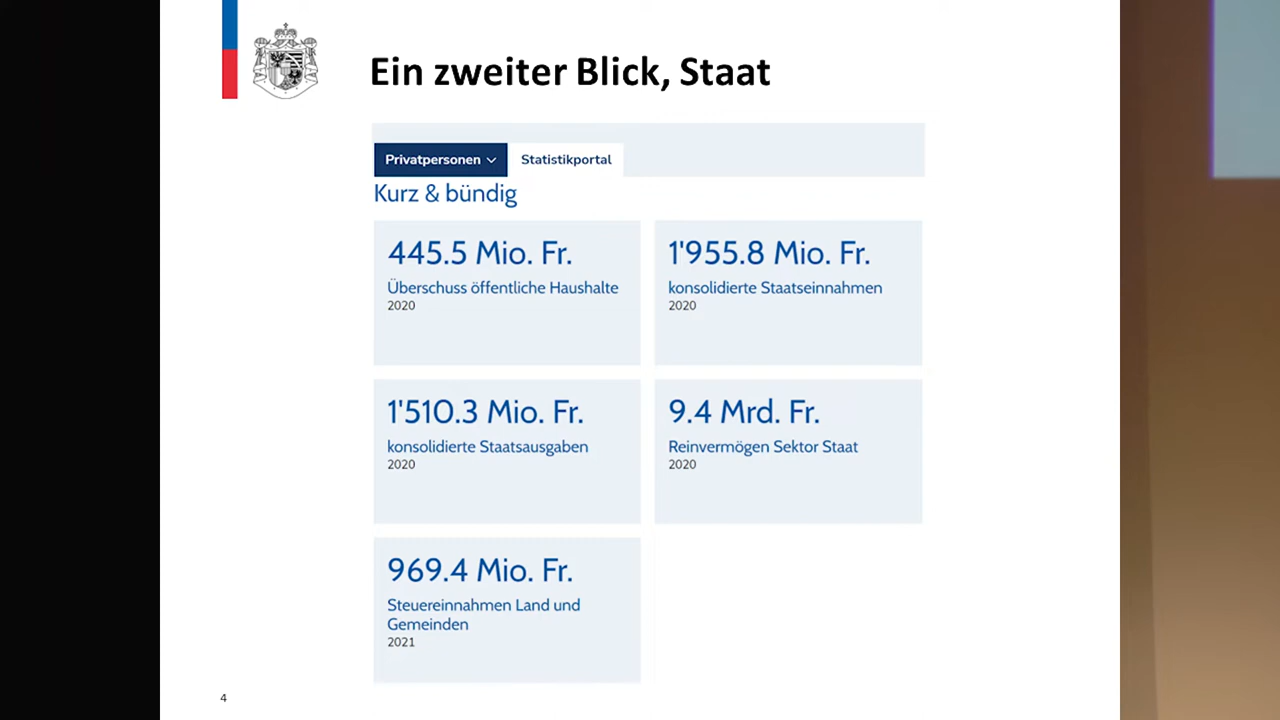 Ein zweiter Blick, Staat
Privatpersonen
Statistikportal
Kurz & bündig
445.5 Mio. Fr.
Überschuss öffentliche Haushalte
2020
1'955.8 Mio. Fr.
konsolidierte Staatseinnahmen
2020
1'510.3 Mio. Fr.
konsolidierte Staatsausgaben
2020
9.4 Mrd. Fr.
Reinvermögen Sektor Staat
2020
969.4 Mio. Fr.
Steuereinnahmen Land und
Gemeinden
2021
4